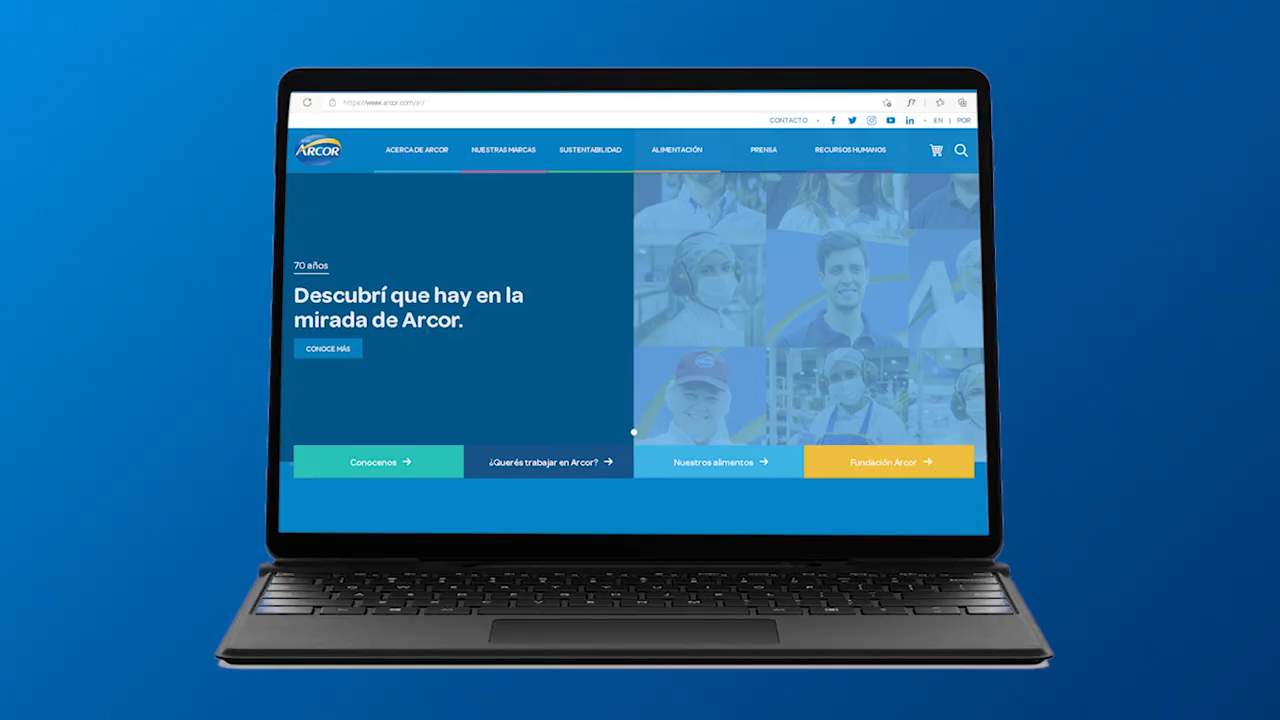 https://www.arcor.com/ar/
CONTACTO
EN | POR
ARCOR
ACERCA DE ARCOR
NUESTRAS MARCAS
SUSTENTABILIDAD
ALIMENTACIÓN
PRENSA
RECURSOS HUMANOS
70 años
Descubrí que hay en la
mirada de Arcor.
CONOCE MÁS
Conocenos →
¿Querés trabajar en Arcor? →
Nuestros alimentos →
Fundación Arcor →